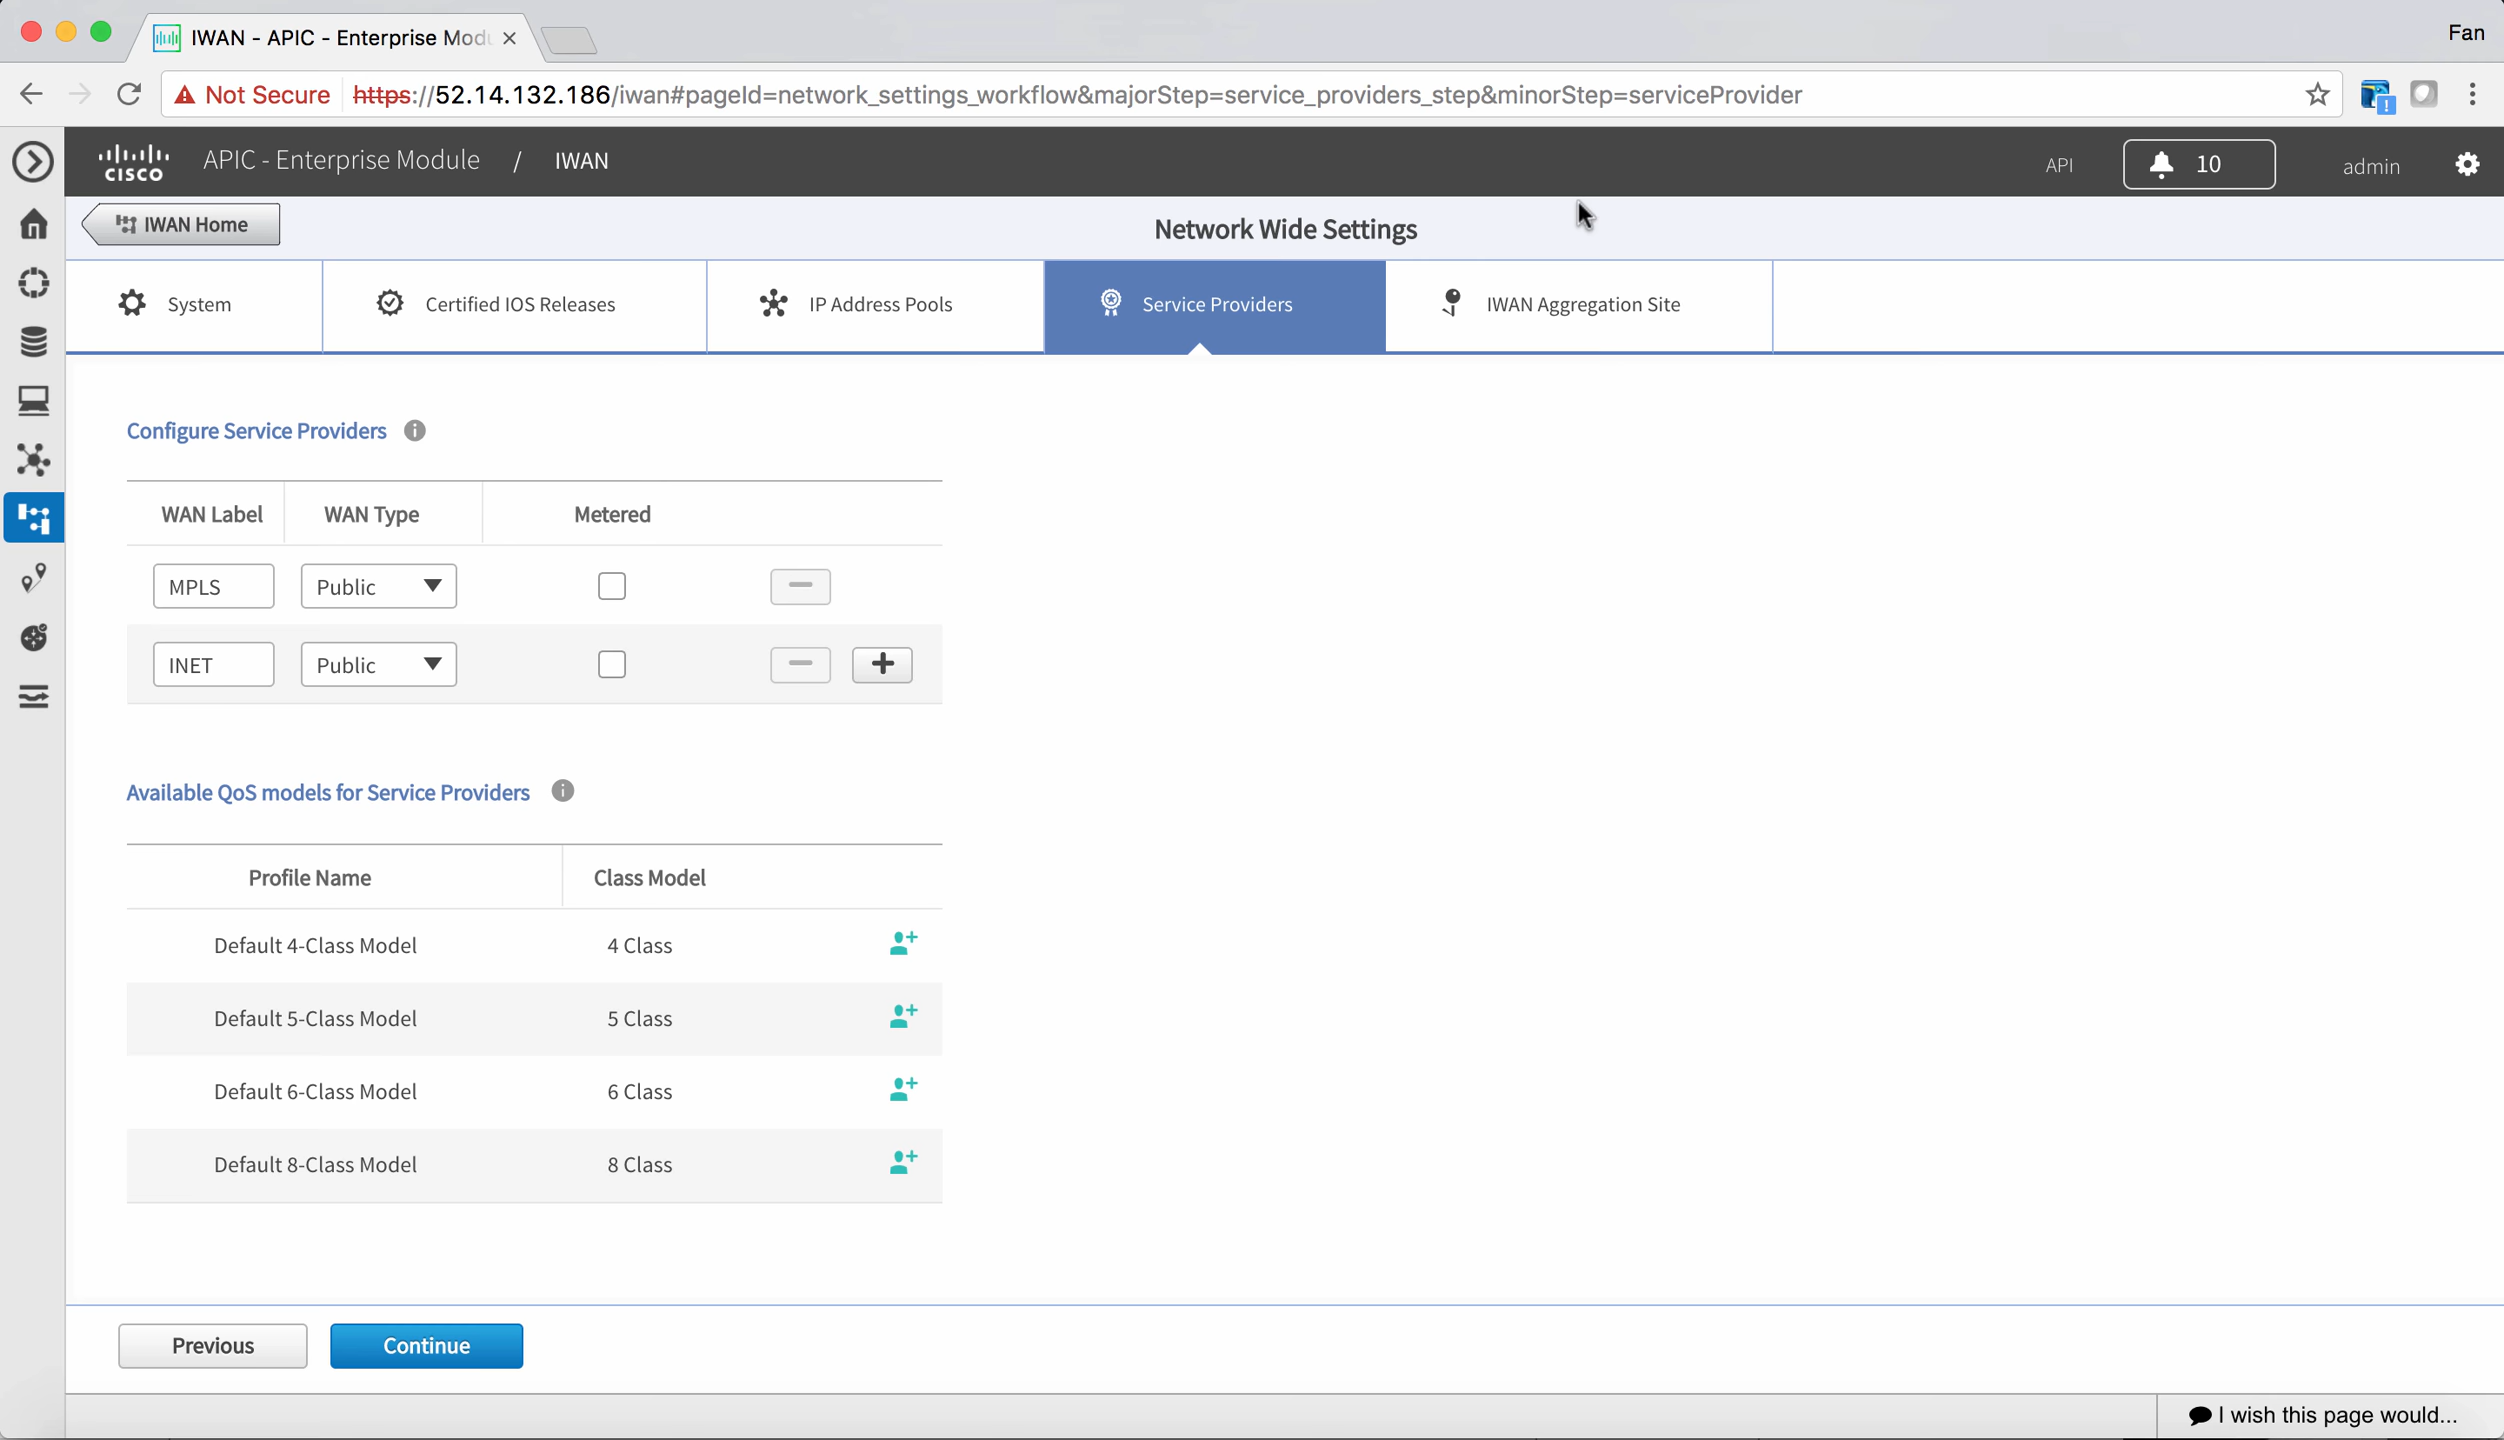 IWAN - APIC - Enterprise Modu
Fan
Not Secure https://52.14.132.186/iwan#pageId=network_settings_workflow&majorStep=service_providers_step&minorStep=serviceProvider
CISCO APIC - Enterprise Module / IWAN API 10 admin
IWAN Home Network Wide Settings
System Certified IOS Releases IP Address Pools Service Providers IWAN Aggregation Site
Configure Service Providers
WAN Label WAN Type Metered
MPLS Public
INET Public
Available QoS models for Service Providers
Profile Name Class Model
Default 4-Class Model 4 Class
Default 5-Class Model 5 Class
Default 6-Class Model 6 Class
Default 8-Class Model 8 Class
Previous Continue
I wish this page would...